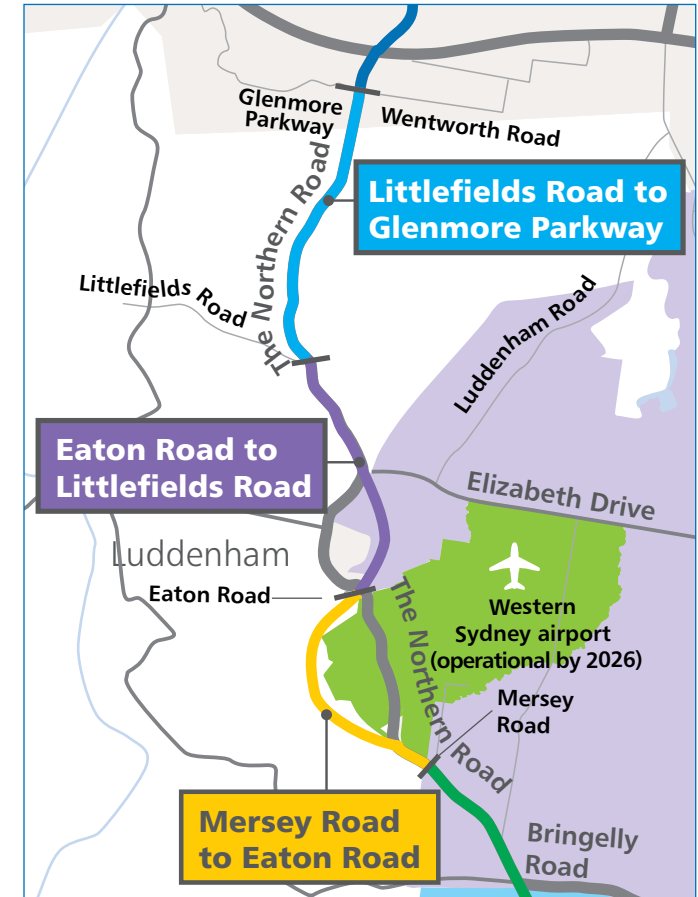 Glenmore
Parkway
Wentworth Road
The Northern Road
Littlefields Road to
Glenmore Parkway
Littlefields Road
Luddenham Road
Eaton Road to
Littlefields Road
Elizabeth Drive
Luddenham
Eaton Road
The Northern Road
Western
Sydney airport
(operational by 2026)
Mersey
Road
Mersey Road
to Eaton Road
Bringelly
Road